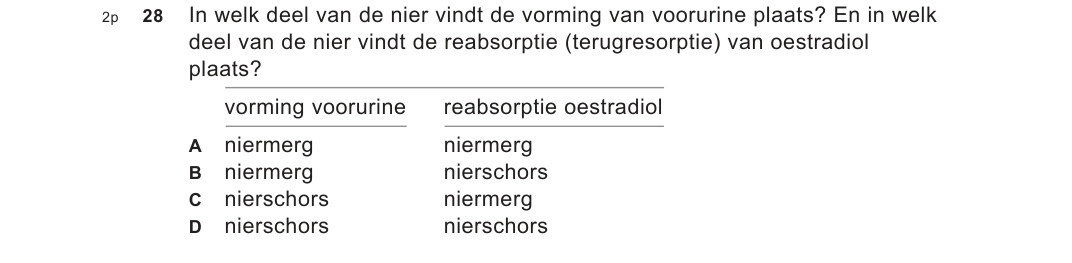 2p 28 In welk deel van de nier vindt de vorming van voorurine plaats? En in welk
deel van de nier vindt de reabsorptie (terugresorptie) van oestradiol
plaats?
vorming voorurine reabsorptie oestradiol
A niermerg niermerg
B niermerg nierschors
C nierschors niermerg
D nierschors nierschors